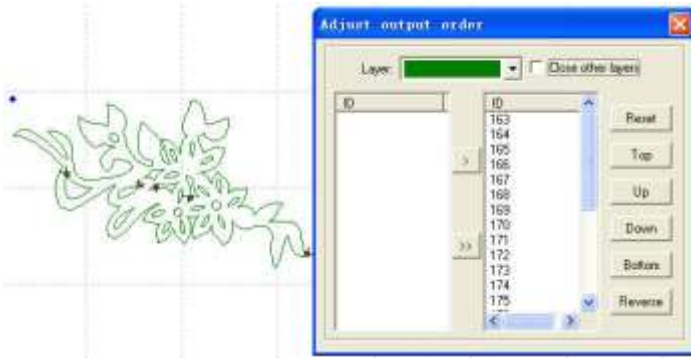 Adjust output order
Layer:
Close other layers
ID
ID
163
164
165
166
167
168
169
170
171
172
173
174
175
>
>>
Reset
Top
Up
Down
Bottom
Reverse